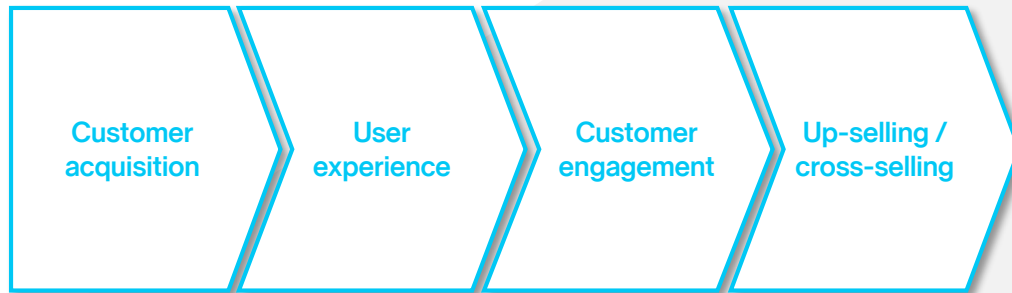 Customer
acquisition
User
experience
Customer
engagement
Up-selling /
cross-selling